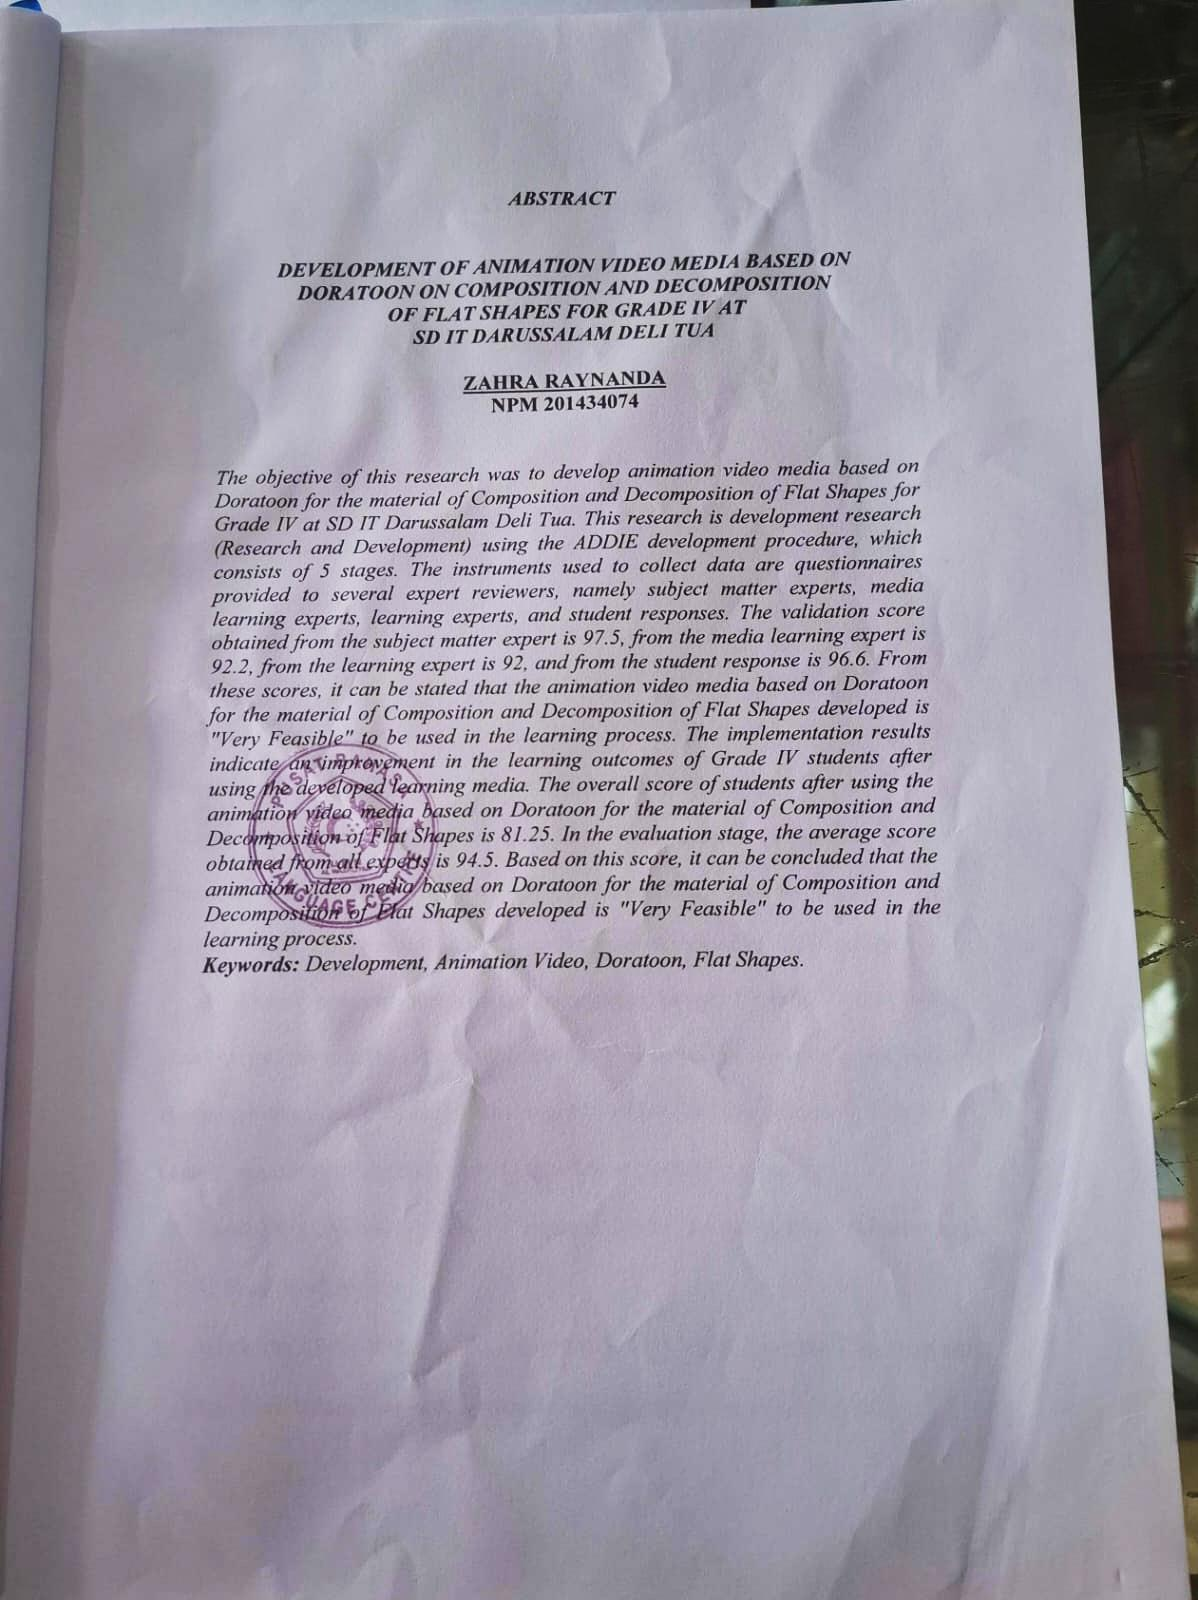 ABSTRACT
DEVELOPMENT OF ANIMATION VIDEO MEDIA BASED ON
DORATOON ON COMPOSITION AND DECOMPOSITION
OF FLAT SHAPES FOR GRADE IV AT
SD IT DARUSSALAM DELI TUA
ZAHRA RAYNANDA
NPM 201434074
The objective of this research was to develop animation video media based on
Doratoon for the material of Composition and Decomposition of Flat Shapes for
Grade IV at SD IT Darussalam Deli Tua. This research is development research
(Research and Development) using the ADDIE development procedure, which
consists of 5 stages. The instruments used to collect data are questionnaires
provided to several expert reviewers, namely subject matter experts, media
learning experts, learning experts, and student responses. The validation score
obtained from the subject matter expert is 97.5, from the media learning expert is
92.2, from the learning expert is 92, and from the student response is 96.6. From
these scores, it can be stated that the animation video media based on Doratoon
for the material of Composition and Decomposition of Flat Shapes developed is
"Very Feasible" to be used in the learning process. The implementation results
indicate an improvement in the learning outcomes of Grade IV students after
using the developed learning media. The overall score of students after using the
animation video media based on Doratoon for the material of Composition and
Decomposition of Flat Shapes is 81.25. In the evaluation stage, the average score
obtained from all experts is 94.5. Based on this score, it can be concluded that the
animation video media based on Doratoon for the material of Composition and
Decomposition of Flat Shapes developed is "Very Feasible" to be used in the
learning process.
Keywords: Development, Animation Video, Doratoon, Flat Shapes.
PUSAT BAHASA
LANGUAGE CENTRE